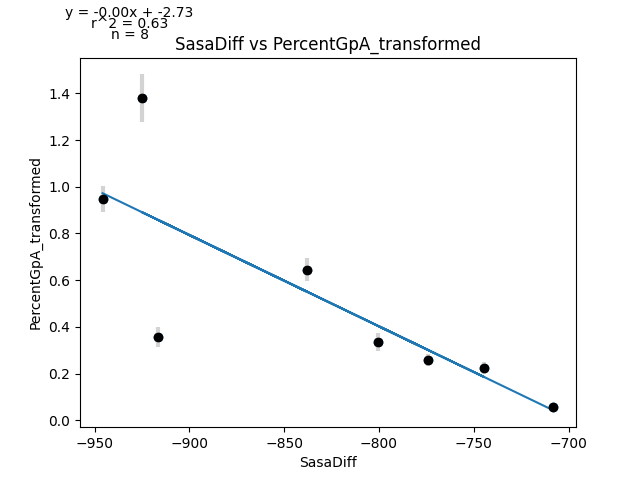 y = -0.00x + -2.73
r^2 = 0.63
n = 8
SasaDiff vs PercentGpA_transformed
PercentGpA_transformed
1.4
1.2
1.0
0.8
0.6
0.4
0.2
0.0
−950 −900 −850 −800 −750 −700
SasaDiff